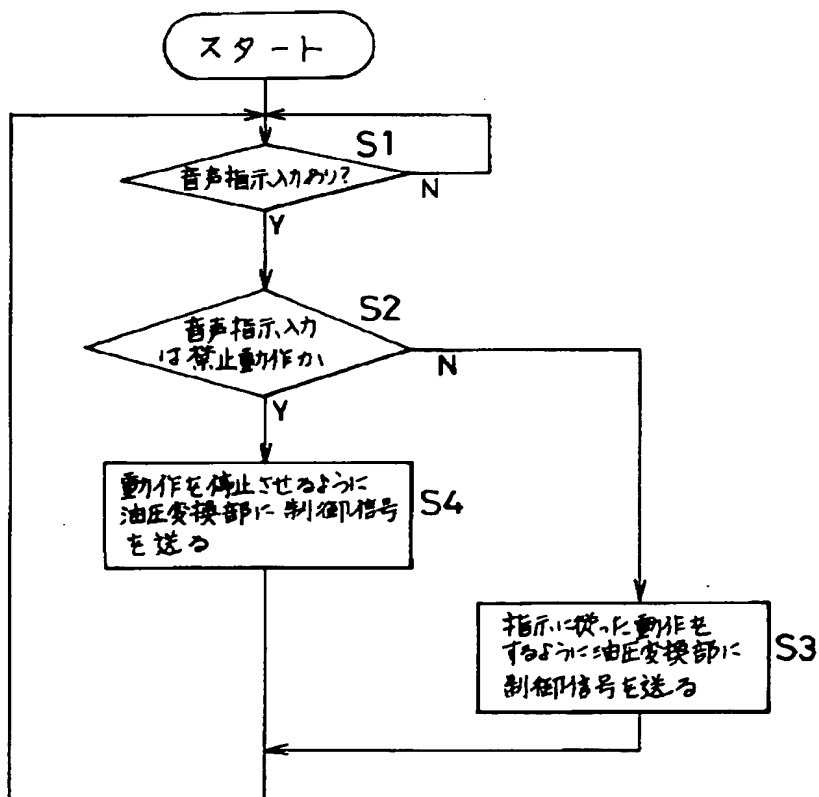 スタート
S1
音声指示入力あり?
N
Y
S2
音声指示入力
は禁止動作か
N
Y
動作を停止させるように
油圧変換部に制御信号
を送る
S4
指示に従った動作を
するように油圧変換部に
制御信号を送る
S3